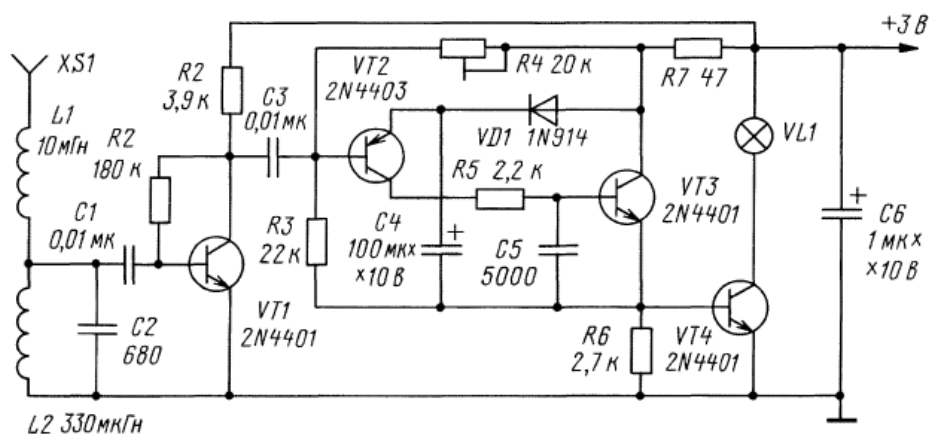 XS1
L1
10мГн
R2
3,9 к
R2
180 к
C1
0,01 мк
C2
680
L2 330мкГн
VT1
2N4401
C3
0,01мк
VT2
2N4403
R3
22 к
R4 20 к
VD1 1N914
R5 2,2 к
C4
100 мк×
×10 В
C5
5000
VT3
2N4401
R6
2,7 к
VT4
2N4401
R7 47
VL1
+3 В
C6
1 мк×
×10 В
+
+